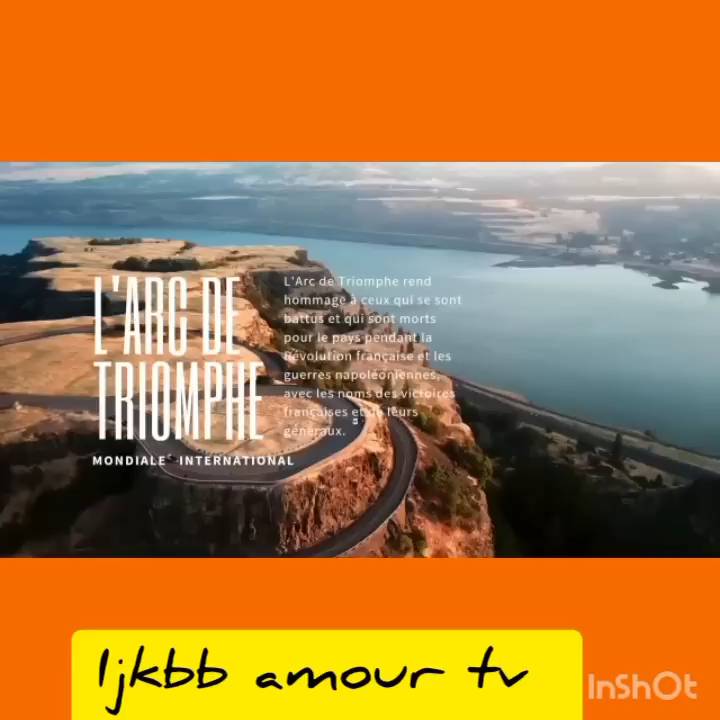 L'ARC DE
TRIOMPHE
MONDIALE INTERNATIONAL
L'Arc de Triomphe rend
hommage à ceux qui se sont
battus et qui sont morts
pour le pays pendant la
Révolution française et les
guerres napoléoniennes,
avec les noms des victoires
françaises et de leurs
généraux.
ljkbb amour tv
InShOt